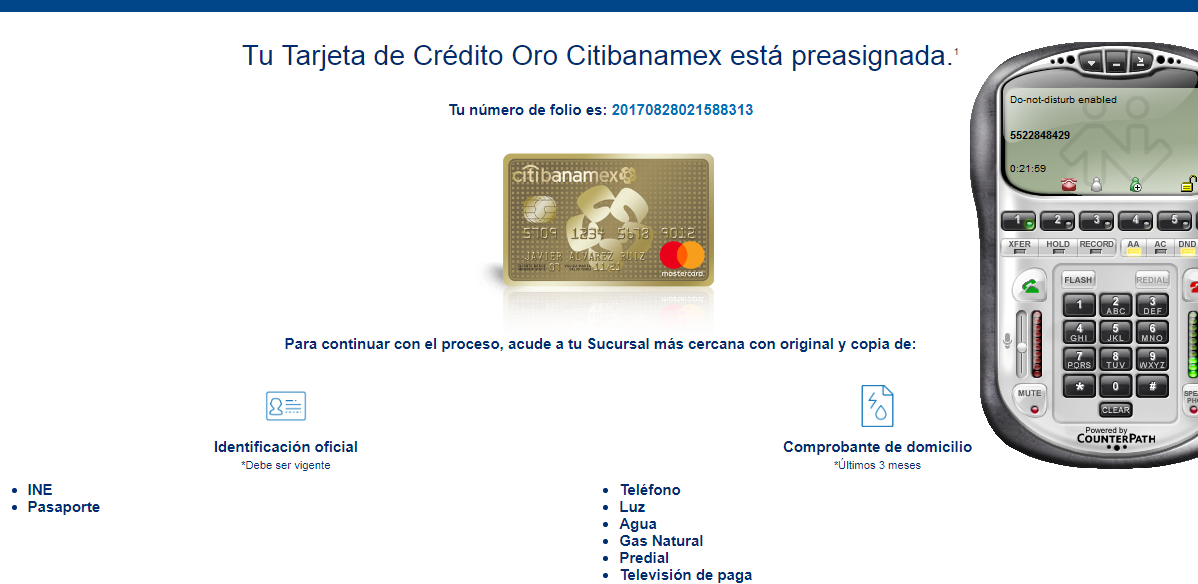 Tu Tarjeta de Crédito Oro Citibanamex está preasignada.1
Tu número de folio es: 20170828021588313
citibanamex
5709 1234 5678 9012
JAVIER ALVAREZ RUIZ
07 11/21
mastercard.
Para continuar con el proceso, acude a tu Sucursal más cercana con original y copia de:
Identificación oficial
*Debe ser vigente
INE
Pasaporte
Comprobante de domicilio
*Últimos 3 meses
Teléfono
Luz
Agua
Gas Natural
Predial
Televisión de paga
Do-not-disturb enabled
5522848429
0:21:59
1 2 3 4 5
XFER HOLD RECORD AA AC DND
FLASH REDIAL
1 2 ABC 3 DEF
4 GHI 5 JKL 6 MNO
7 PQRS 8 TUV 9 WXYZ
* 0 #
MUTE
CLEAR
Powered by
COUNTERPATH